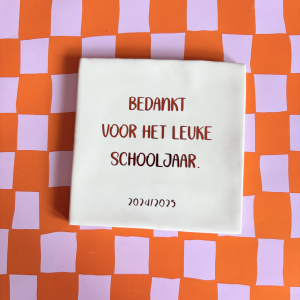 BEDANKT
VOOR HET LEUKE
SCHOOLJAAR.
2024/2025